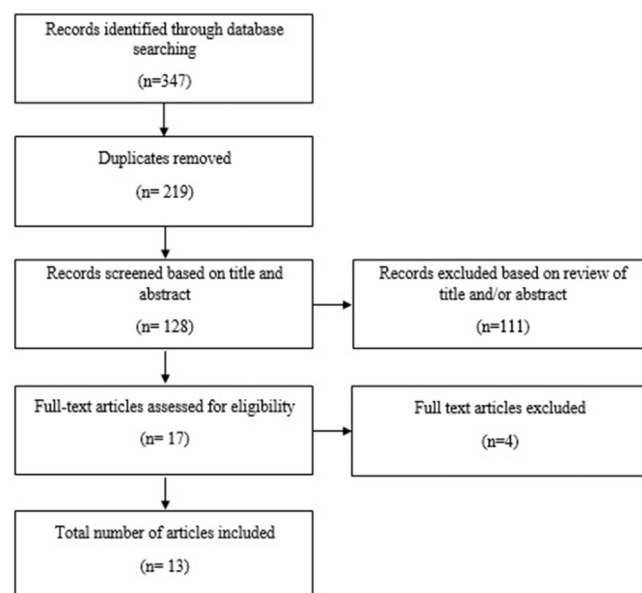 Records identified through database
searching
(n=347)
Duplicates removed
(n= 219)
Records screened based on title and
abstract
(n= 128)
Records excluded based on review of
title and/or abstract
(n=111)
Full-text articles assessed for eligibility
(n= 17)
Full text articles excluded
(n=4)
Total number of articles included
(n= 13)